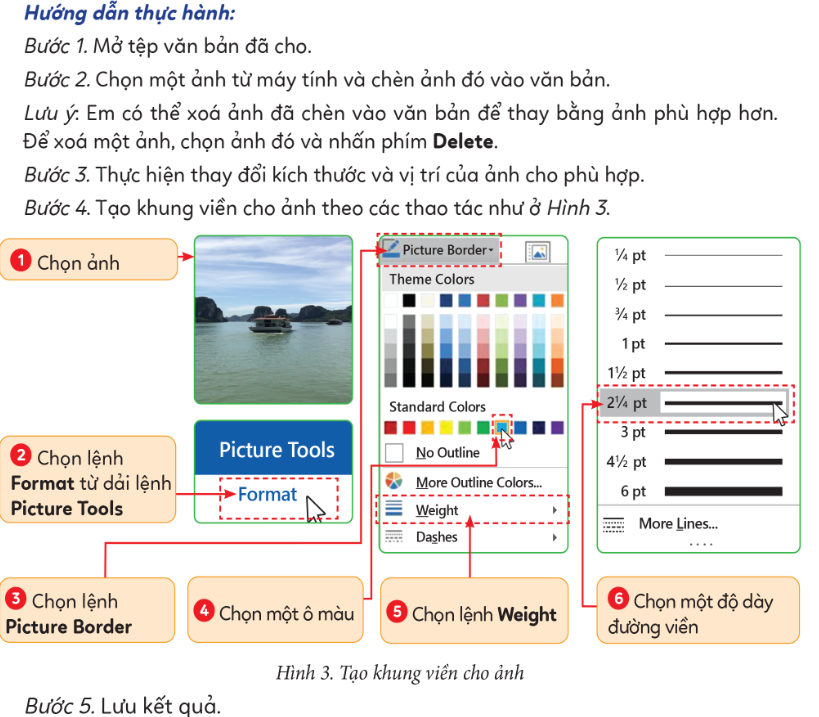 Hướng dẫn thực hành:
Bước 1. Mở tệp văn bản đã cho.
Bước 2. Chọn một ảnh từ máy tính và chèn ảnh đó vào văn bản.
Lưu ý: Em có thể xoá ảnh đã chèn vào văn bản để thay bằng ảnh phù hợp hơn.
Để xoá một ảnh, chọn ảnh đó và nhấn phím Delete.
Bước 3. Thực hiện thay đổi kích thước và vị trí của ảnh cho phù hợp.
Bước 4. Tạo khung viền cho ảnh theo các thao tác như ở Hình 3.
1 Chọn ảnh
2 Chọn lệnh
Format từ dải lệnh
Picture Tools
Picture Tools
Format
Picture Border
Theme Colors
Standard Colors
No Outline
More Outline Colors...
Weight
Dashes
¼ pt
½ pt
¾ pt
1 pt
1½ pt
2¼ pt
3 pt
4½ pt
6 pt
More Lines...
3 Chọn lệnh
Picture Border
4 Chọn một ô màu
5 Chọn lệnh Weight
6 Chọn một độ dày
đường viền
Hình 3. Tạo khung viền cho ảnh
Bước 5. Lưu kết quả.